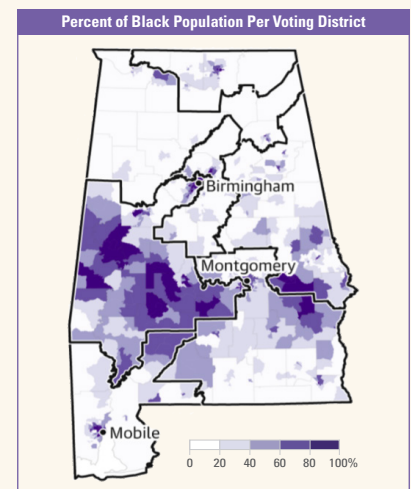 Percent of Black Population Per Voting District
Birmingham
Montgomery
Mobile
0 20 40 60 80 100%